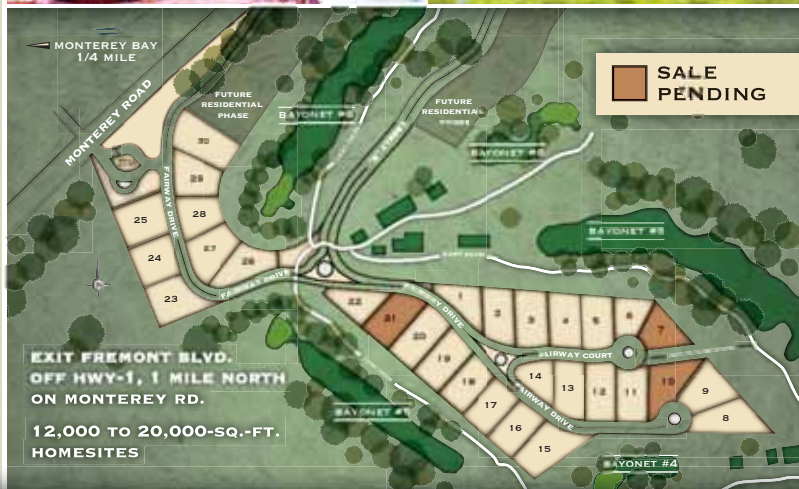 MONTEREY BAY
1/4 MILE
MONTEREY ROAD
SALE
PENDING
FUTURE
RESIDENTIAL
PHASE
FUTURE
RESIDENTIAL
BAYONET
BAYONET
BAYONET
30
29
28
27
26
25
24
23
FAIRWAY DRIVE
FAIRWAY DRIVE
22
21
20
19
18
17
16
15
FAIRWAY DRIVE
1
2
3
4
5
6
7
FAIRWAY COURT
14
13
12
11
10
9
8
FAIRWAY DRIVE
EXIT FREMONT BLVD.
OFF HWY-1, 1 MILE NORTH
ON MONTEREY RD.
12,000 TO 20,000-SQ.-FT.
HOMESITES
BAYONET
BAYONET #4